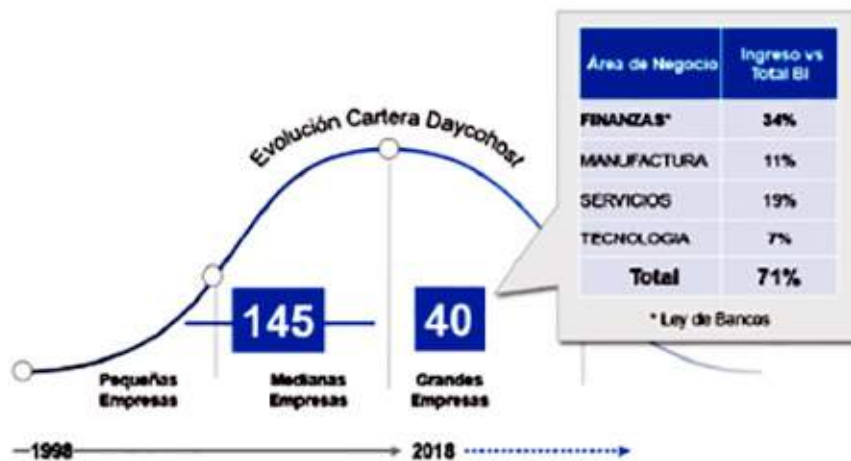 Evolución Cartera Daycohost
145
40
Pequeñas
Empresas
Medianas
Empresas
Grandes
Empresas
1998
2018
Área de Negocio
Ingreso vs
Total BI
FINANZAS*
34%
MANUFACTURA
11%
SERVICIOS
19%
TECNOLOGIA
7%
Total
71%
* Ley de Bancos